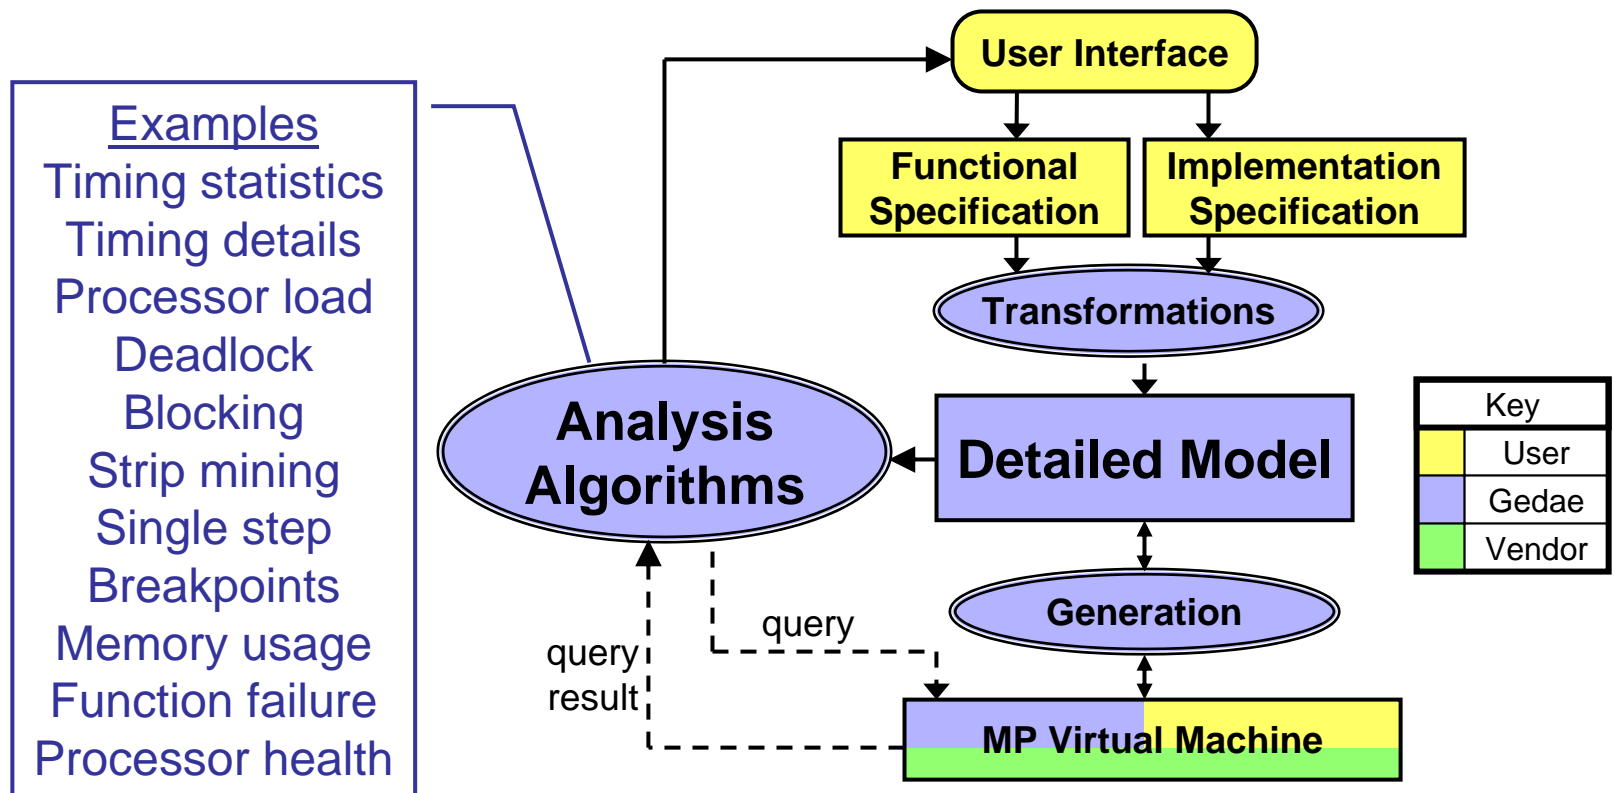 User Interface
Examples
Timing statistics
Timing details
Processor load
Deadlock
Blocking
Strip mining
Single step
Breakpoints
Memory usage
Function failure
Processor health
Functional
Specification
Implementation
Specification
Transformations
Analysis
Algorithms
Detailed Model
Key
User
Gedae
Vendor
Generation
query
query
result
MP Virtual Machine